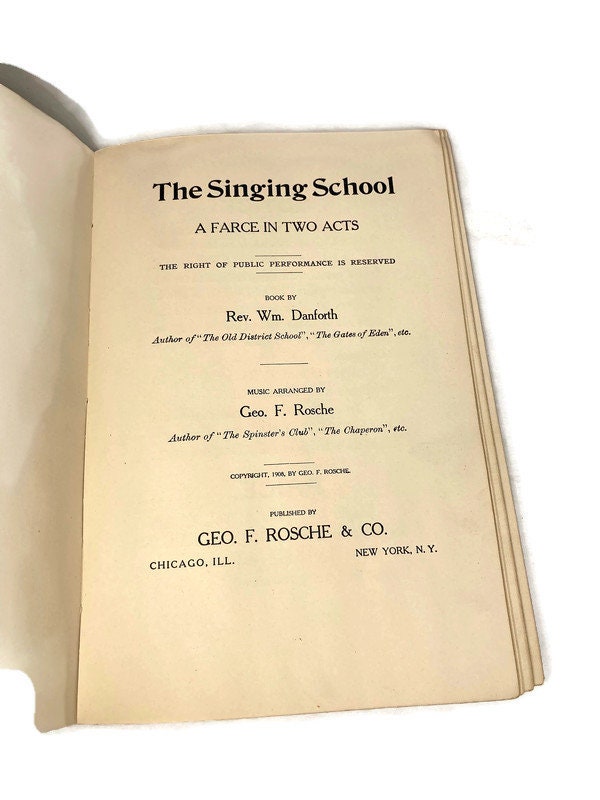 The Singing School
A FARCE IN TWO ACTS
THE RIGHT OF PUBLIC PERFORMANCE IS RESERVED
BOOK BY
Rev. Wm. Danforth
Author of "The Old District School", "The Gates of Eden", etc.
MUSIC ARRANGED BY
Geo. F. Rosche
Author of "The Spinster's Club", "The Chaperon", etc.
COPYRIGHT, 1908, BY GEO. F. ROSCHE.
PUBLISHED BY
GEO. F. ROSCHE & CO.
CHICAGO, ILL. NEW YORK, N. Y.